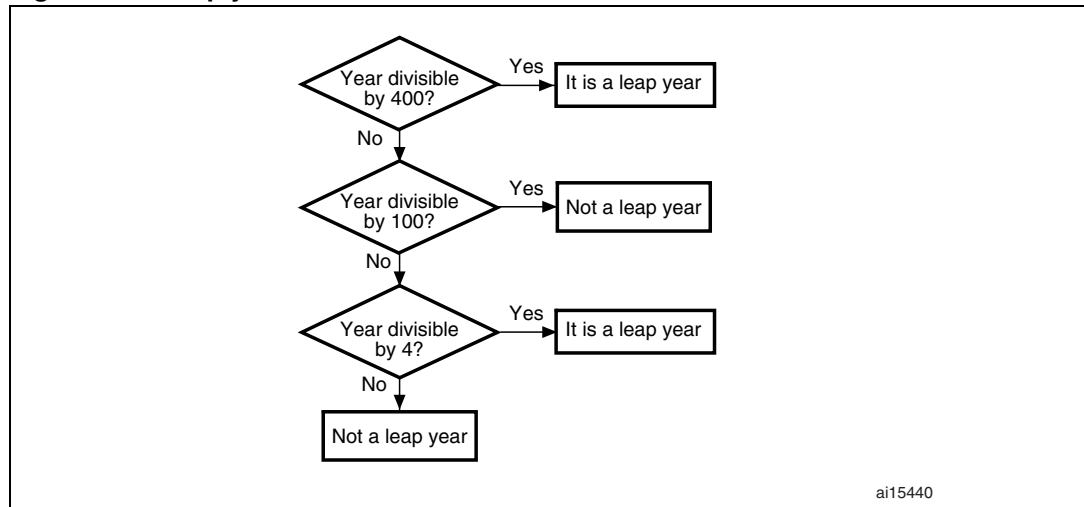 Year divisible
by 400?
Yes
It is a leap year
No
Year divisible
by 100?
Yes
Not a leap year
No
Year divisible
by 4?
Yes
It is a leap year
No
Not a leap year
ai15440